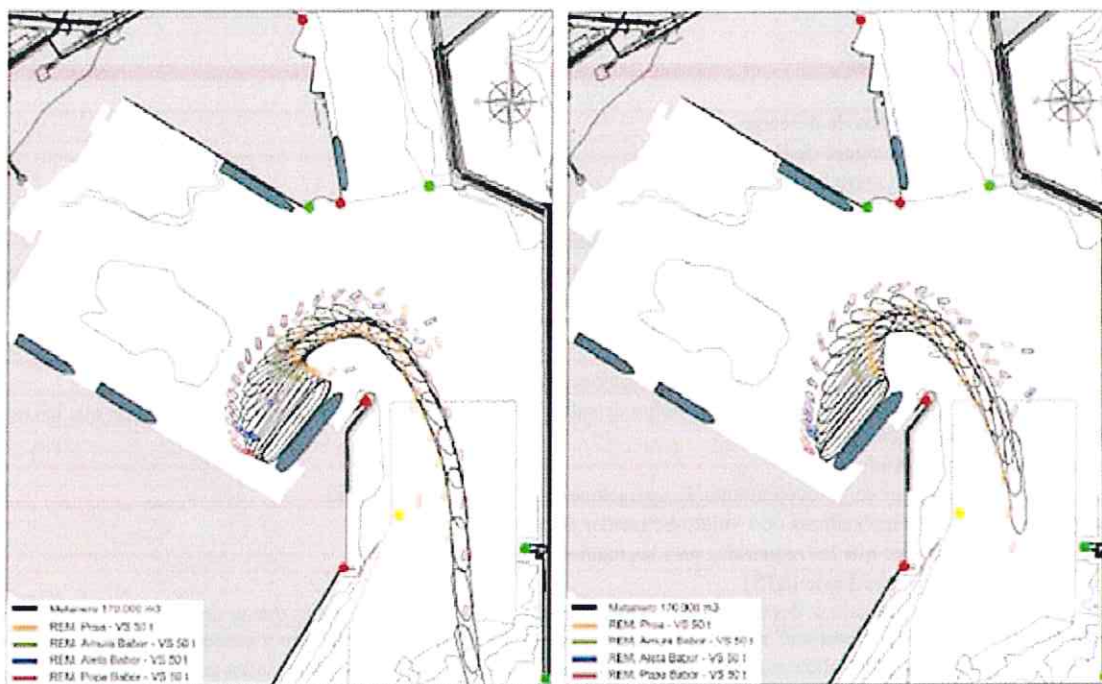 Metanero 170.000 m3
REM. Proa - VS 50 t
REM. Amura Babor - VS 50 t
REM. Aleta Babor - VS 50 t
REM. Popa Babor - VS 50 t
Metanero 170.000 m3
REM. Proa - VS 50 t
REM. Amura Babor - VS 50 t
REM. Aleta Babor - VS 50 t
REM. Popa Babor - VS 50 t